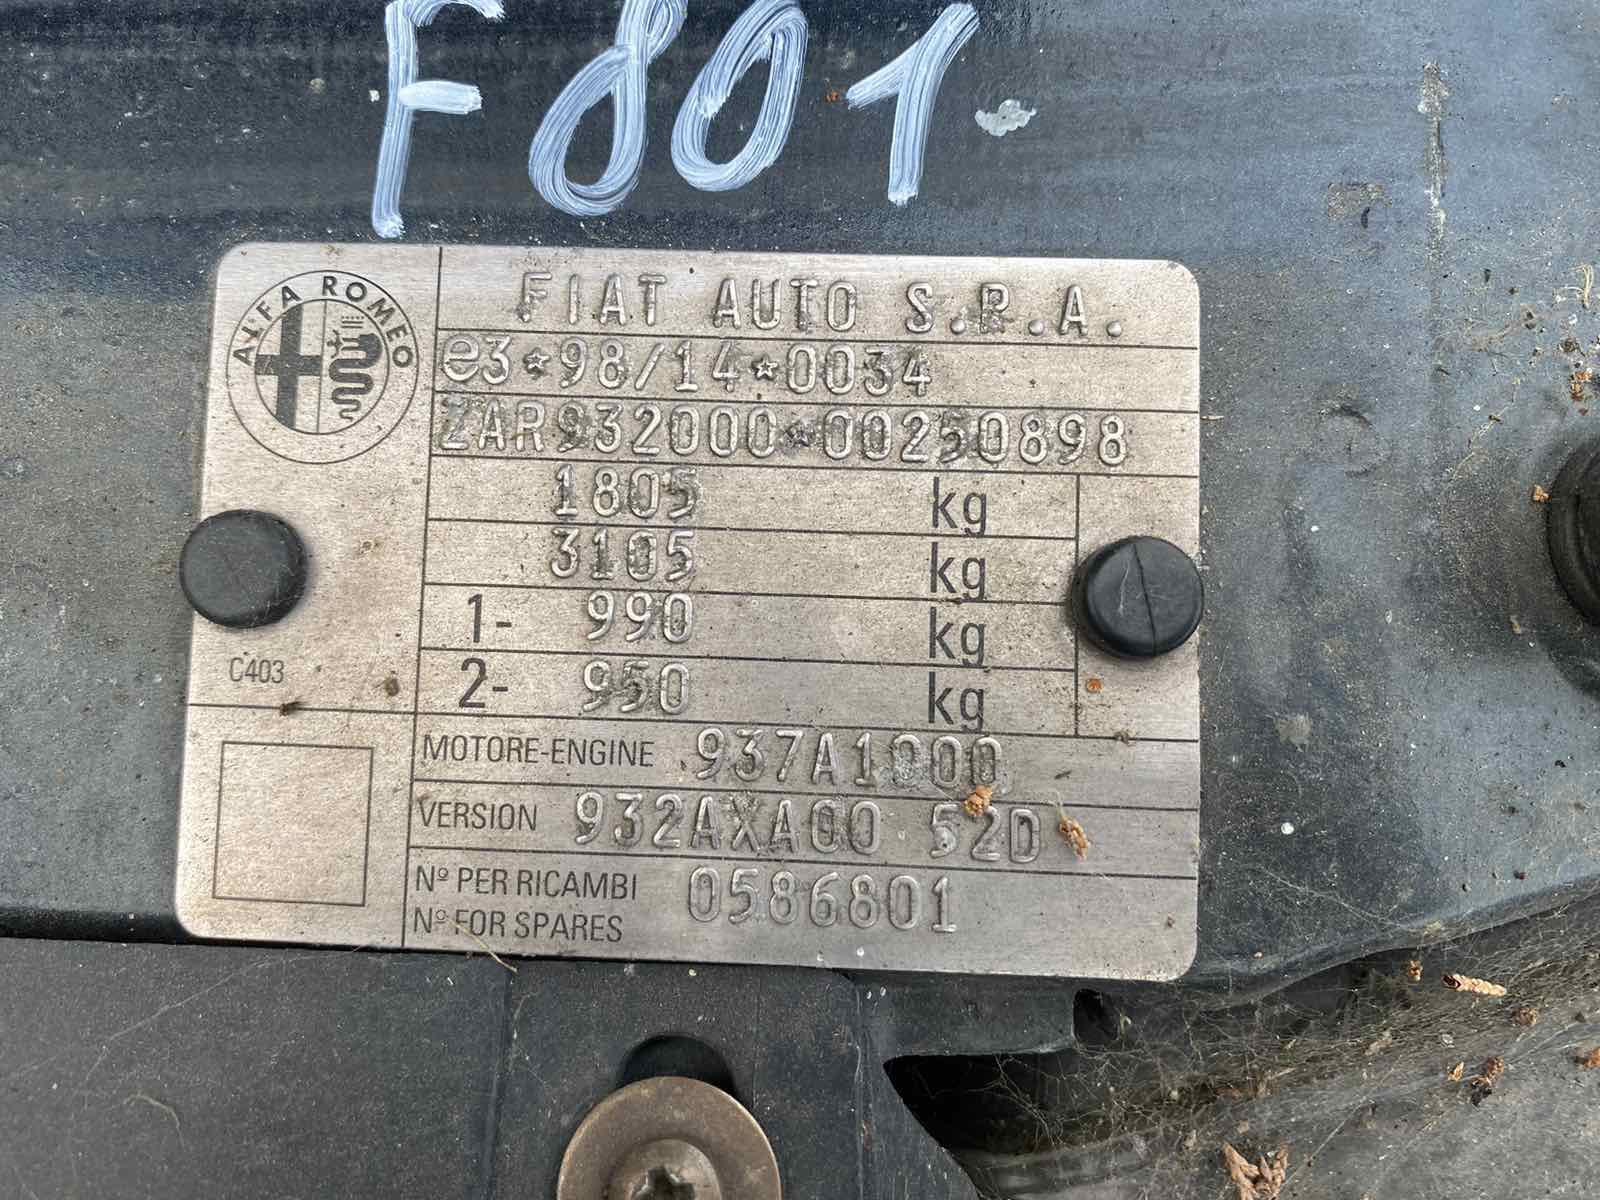 F801
ALFA ROMEO
FIAT AUTO S.P.A.
e3*98/14*0034
ZAR932000*00250898
1805 kg
3105 kg
1- 990 kg
2- 950 kg
C403
MOTORE-ENGINE 937A1000
VERSION 932AXA00 52D
Nº PER RICAMBI 0586801
Nº FOR SPARES